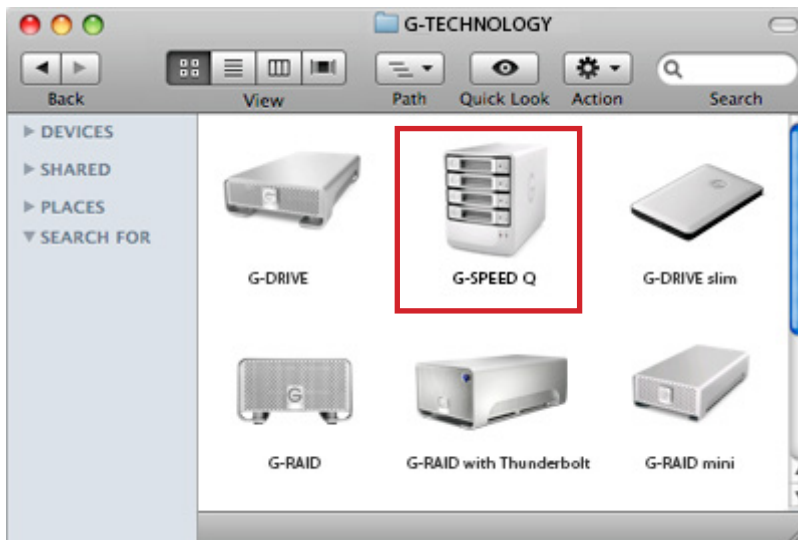 G-TECHNOLOGY
Back View Path Quick Look Action Search
DEVICES
SHARED
PLACES
SEARCH FOR
G-DRIVE G-SPEED Q G-DRIVE slim
G-RAID G-RAID with Thunderbolt G-RAID mini